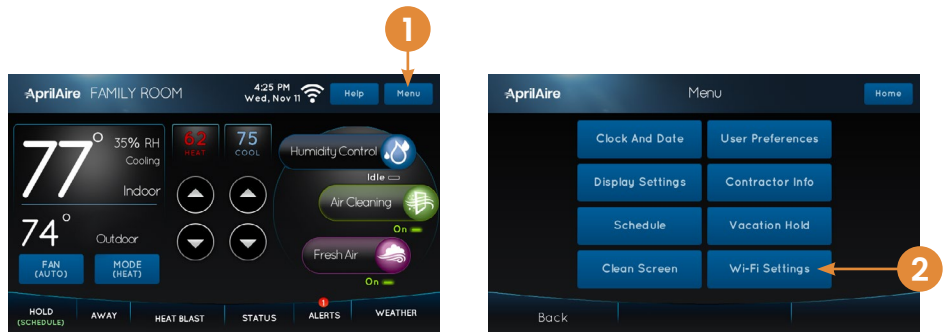 1
AprilAire FAMILY ROOM
4:25 PM
Wed, Nov 11
Help
Menu
77°
35% RH
Cooling
Indoor
74°
Outdoor
FAN
(AUTO)
MODE
(HEAT)
62
HEAT
75
COOL
Humidity Control
Idle
Air Cleaning
On
Fresh Air
On
HOLD
(SCHEDULE)
AWAY
HEAT BLAST
STATUS
1
ALERTS
WEATHER
AprilAire
Menu
Home
Clock And Date
User Preferences
Display Settings
Contractor Info
Schedule
Vacation Hold
Clean Screen
Wi-Fi Settings
2
Back